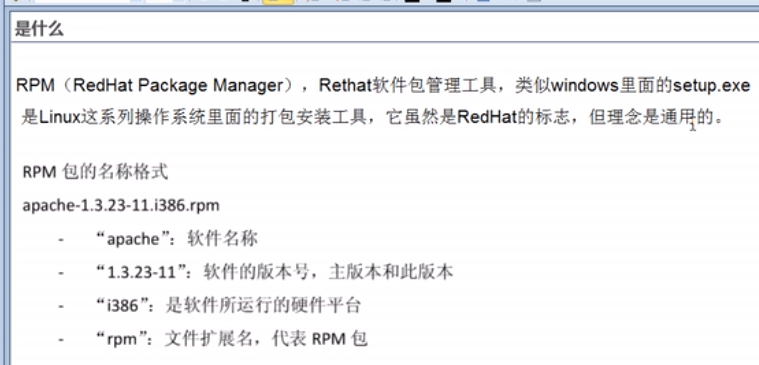 是什么
RPM（RedHat Package Manager），Rethat软件包管理工具，类似windows里面的setup.exe
是Linux这系列操作系统里面的打包安装工具，它虽然是RedHat的标志，但理念是通用的。
RPM 包的名称格式
apache-1.3.23-11.i386.rpm
- “apache”：软件名称
- “1.3.23-11”：软件的版本号，主版本和此版本
- “i386”：是软件所运行的硬件平台
- “rpm”：文件扩展名，代表 RPM 包